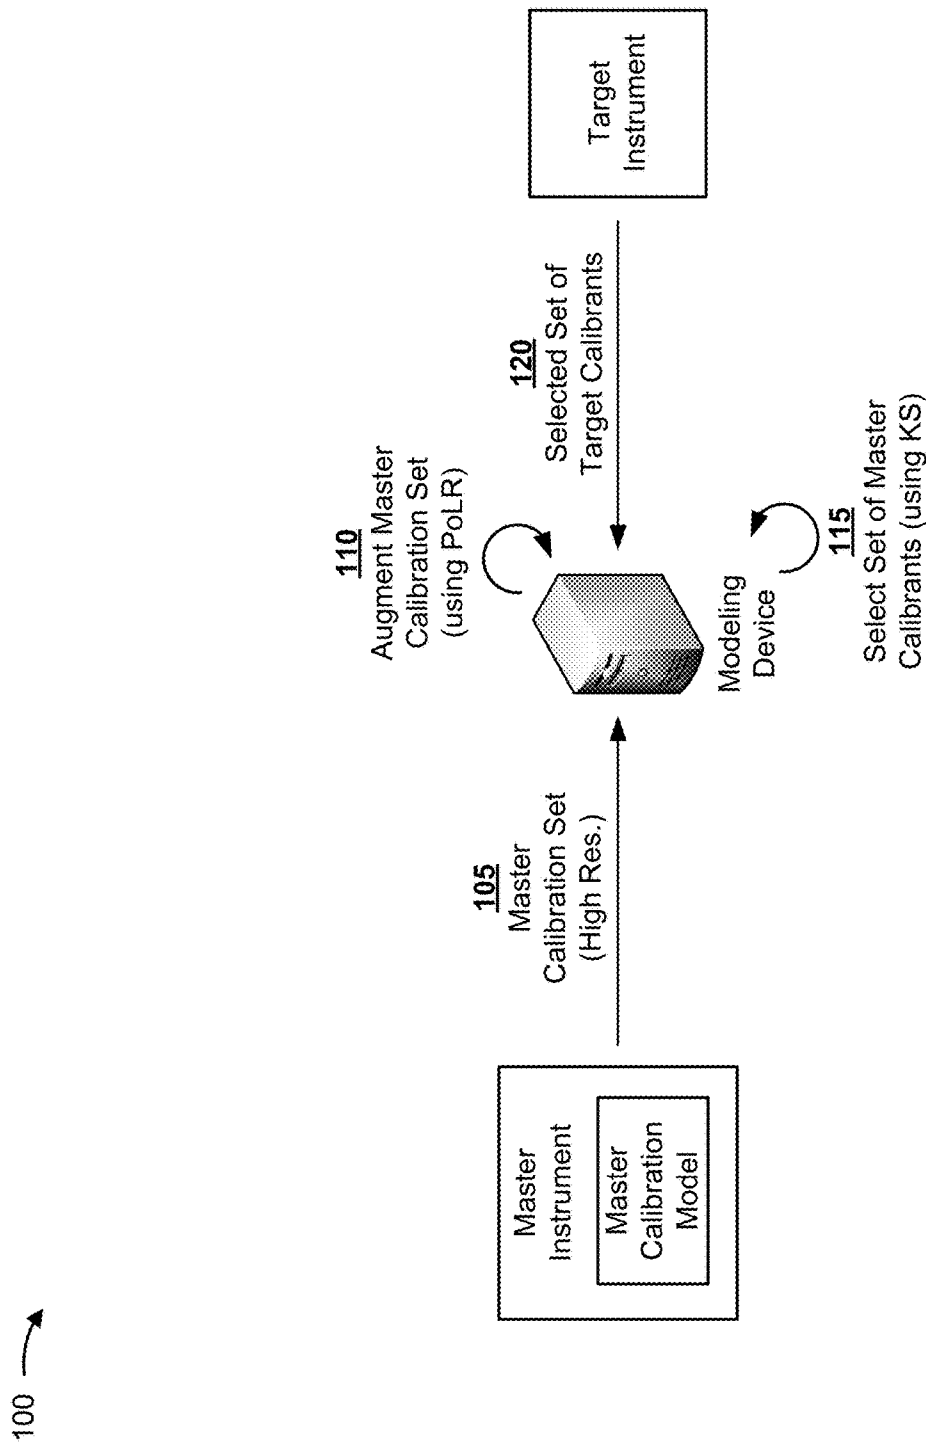 100
Master
Instrument
Master
Calibration
Model
105
Master
Calibration Set
(High Res.)
110
Augment Master
Calibration Set
(using PoLR)
Modeling
Device
115
Select Set of Master
Calibrants (using KS)
120
Selected Set of
Target Calibrants
Target
Instrument